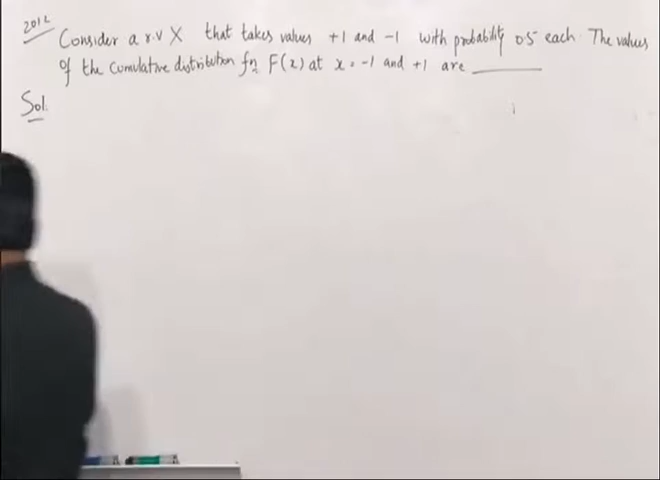 2012
Consider a r.v X that takes values +1 and -1 with probability 0.5 each. The values
of the cumulative distribution fn F(x) at x = -1 and +1 are ______
Sol.